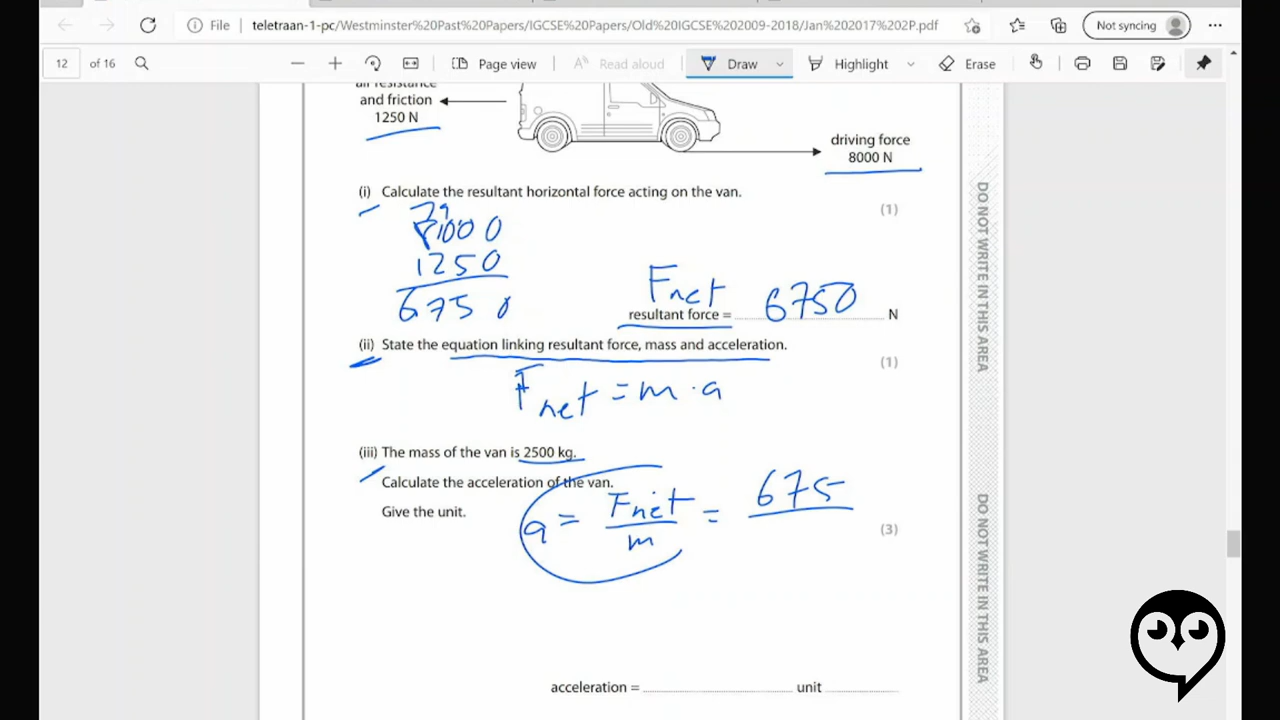 File
teletraan-1-pc/Westminster%20Past%20Papers/IGCSE%20Papers/Old%20IGCSE%202009-2018/Jan%202017%202P.pdf
Not syncing
12 of 16
Page view
Read aloud
Draw
Highlight
Erase
air resistance
and friction
1250 N
driving force
8000 N
(i) Calculate the resultant horizontal force acting on the van.
(1)
1250
6750
Fnet
resultant force = 6750 N
(ii) State the equation linking resultant force, mass and acceleration.
(1)
Fnet = m · a
(iii) The mass of the van is 2500 kg.
Calculate the acceleration of the van.
Give the unit.
a = Fnet / m = 675
(3)
acceleration = unit
DO NOT WRITE IN THIS AREA
DO NOT WRITE IN THIS AREA